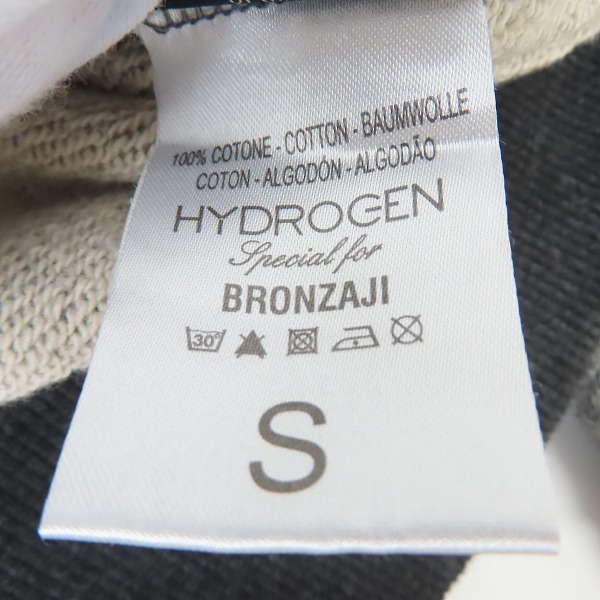 100% COTONE - COTTON - BAUMWOLLE
COTON - ALGODÓN - ALGODÃO
HYDROGEN
Special for
BRONZAJI
30°
S